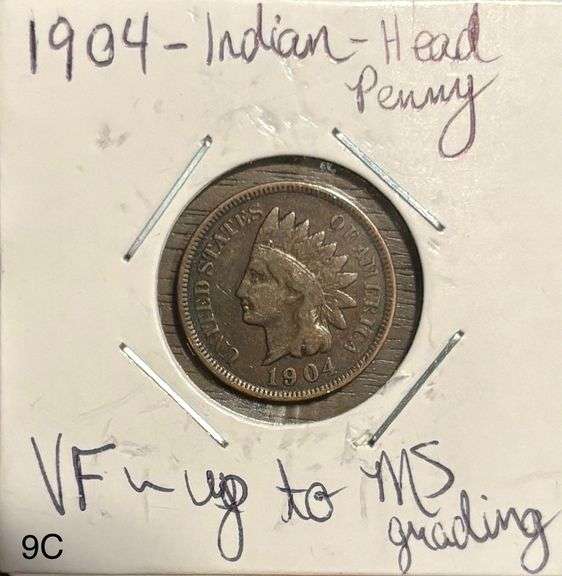 1904 - Indian - Head
Penny
UNITED STATES OF AMERICA
1904
VF ~ up to MS
grading
9C